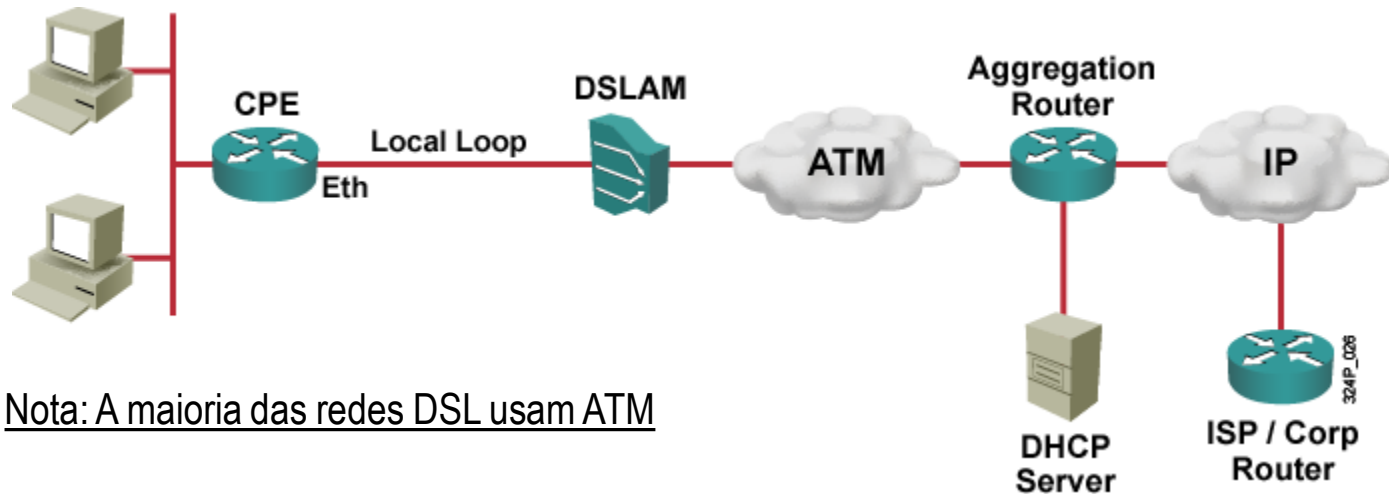 CPE
Eth
Local Loop
DSLAM
ATM
Aggregation
Router
IP
324P_026
Nota: A maioria das redes DSL usam ATM
DHCP
Server
ISP / Corp
Router